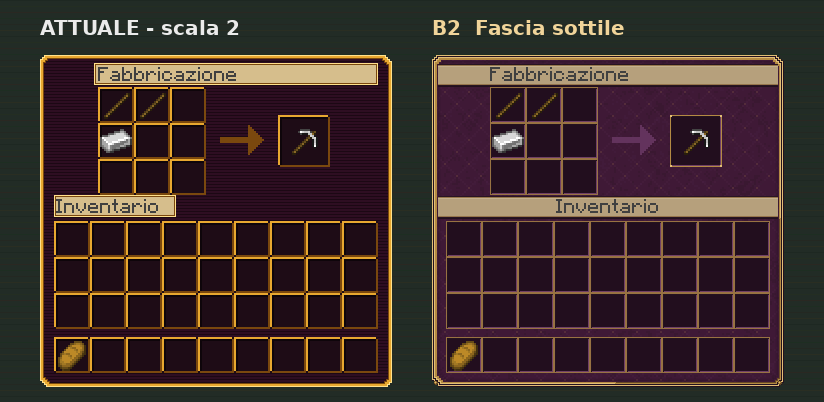 ATTUALE - scala 2
B2 Fascia sottile
Fabbricazione
Fabbricazione
Inventario
Inventario